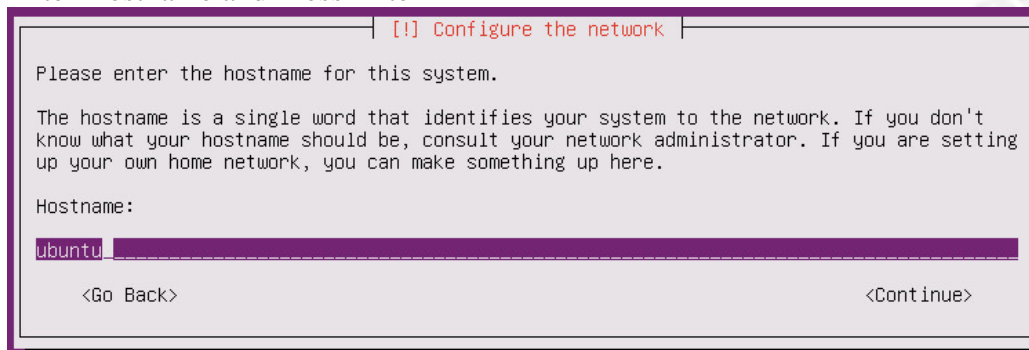 [!] Configure the network
Please enter the hostname for this system.
The hostname is a single word that identifies your system to the network. If you don't
know what your hostname should be, consult your network administrator. If you are setting
up your own home network, you can make something up here.
Hostname:
ubuntu
<Go Back> <Continue>